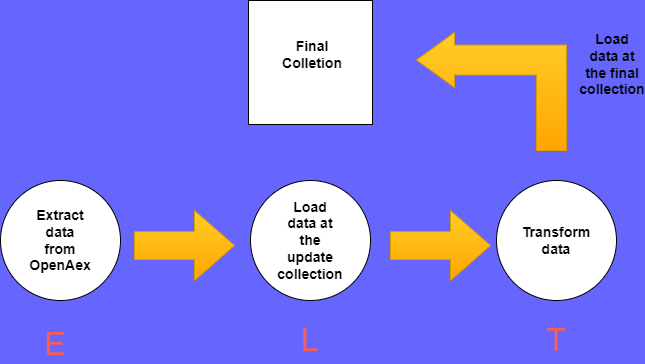 Final
Colletion
Load
data at
the final
collection
Extract
data
from
OpenAex
Load
data at
the
update
collection
Transform
data
E
L
T